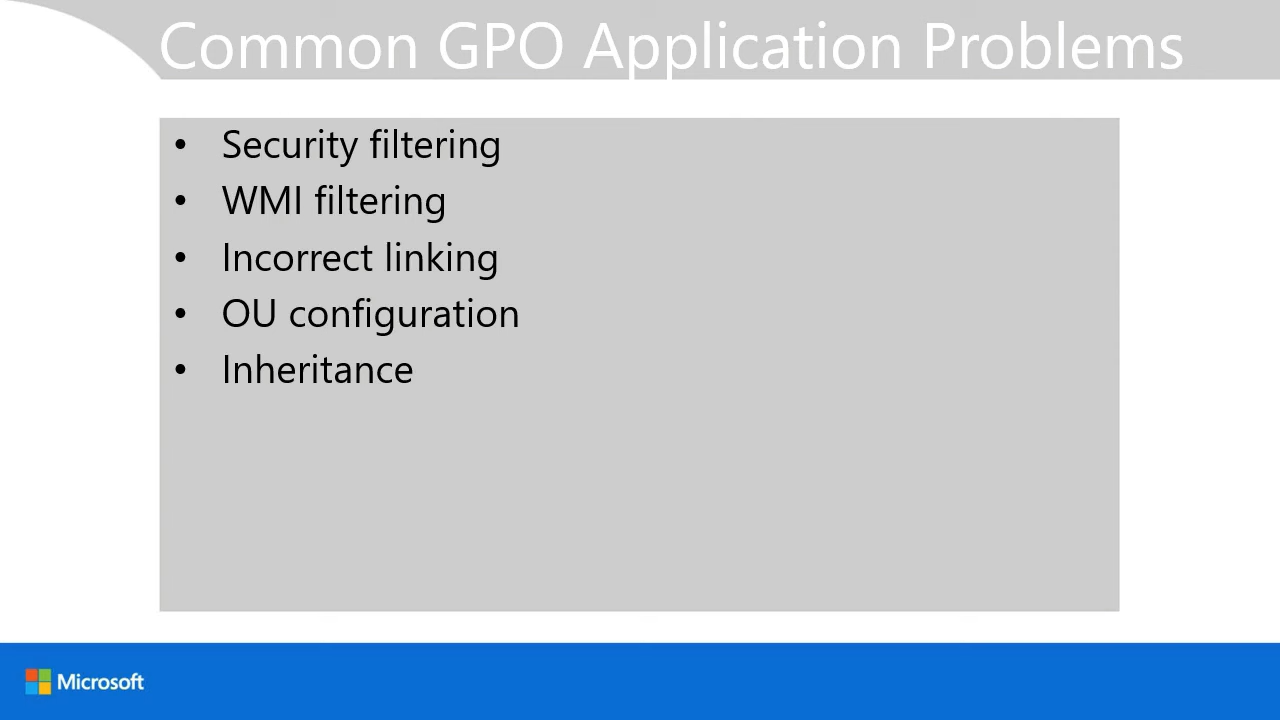 Common GPO Application Problems
• Security filtering
• WMI filtering
• Incorrect linking
• OU configuration
• Inheritance
Microsoft